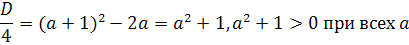 D/4 = (a + 1)² − 2a = a² + 1, a² + 1 > 0 при всех a